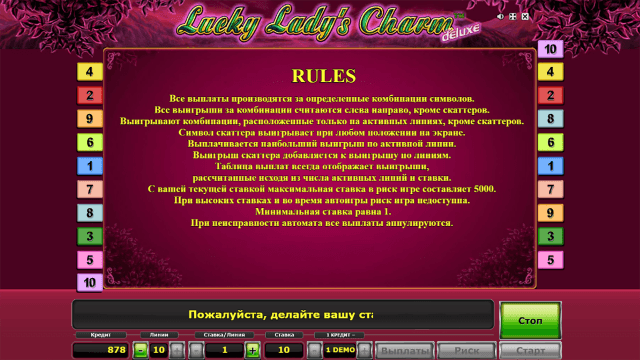 Lucky Lady's Charm
deluxe
RULES
Все выплаты производятся за определенные комбинации символов.
Все выигрыши за комбинации считаются слева направо, кроме скаттеров.
Выигрывают комбинации, расположенные только на активных линиях, кроме скеттеров.
Символ скаттера выигрывает при любом положении на экране.
Выплачивается наибольший выигрыш по активной линии.
Выигрыш скаттера добавляется к выигрышу по линиям.
Таблица выплат всегда отображает выигрыши,
рассчитанные исходя из числа активных линий и ставки.
С вашей текущей ставкой максимальная ставка в риск игре составляет 5000.
При высоких ставках и во время автоигры риск игра недоступна.
Минимальная ставка равна 1.
При неисправности автомата все выплаты аннулируются.
4
2
9
6
1
7
8
3
5
10
10
4
2
8
6
1
7
9
3
5
Пожалуйста, делайте вашу ста
Стоп
Кредит
Линии
Ставка/Линия
Ставка
1 КРЕДИТ =
878
- 10 +
- 1 +
10
- 1 DEMO +
Выплаты
Риск
Старт